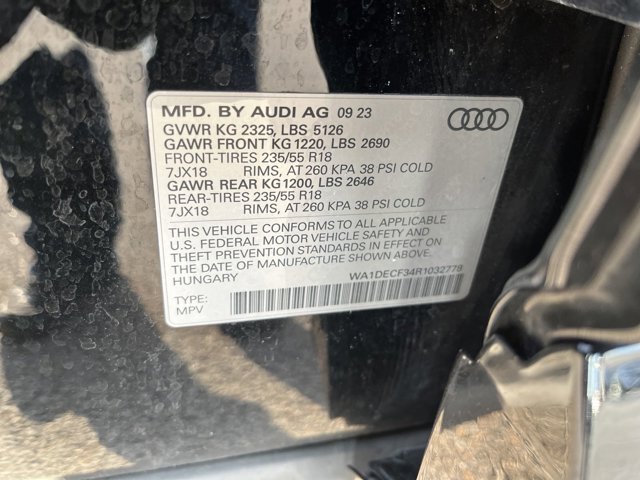 MFD. BY AUDI AG 09 23
GVWR KG 2325, LBS 5126
GAWR FRONT KG 1220, LBS 2690
FRONT-TIRES 235/55 R18
7JX18 RIMS, AT 260 KPA 38 PSI COLD
GAWR REAR KG 1200, LBS 2646
REAR-TIRES 235/55 R18
7JX18 RIMS, AT 260 KPA 38 PSI COLD
THIS VEHICLE CONFORMS TO ALL APPLICABLE
U.S. FEDERAL MOTOR VEHICLE SAFETY AND
THEFT PREVENTION STANDARDS IN EFFECT ON
THE DATE OF MANUFACTURE SHOWN ABOVE
HUNGARY
WA1DECF34R1032778
TYPE:
MPV